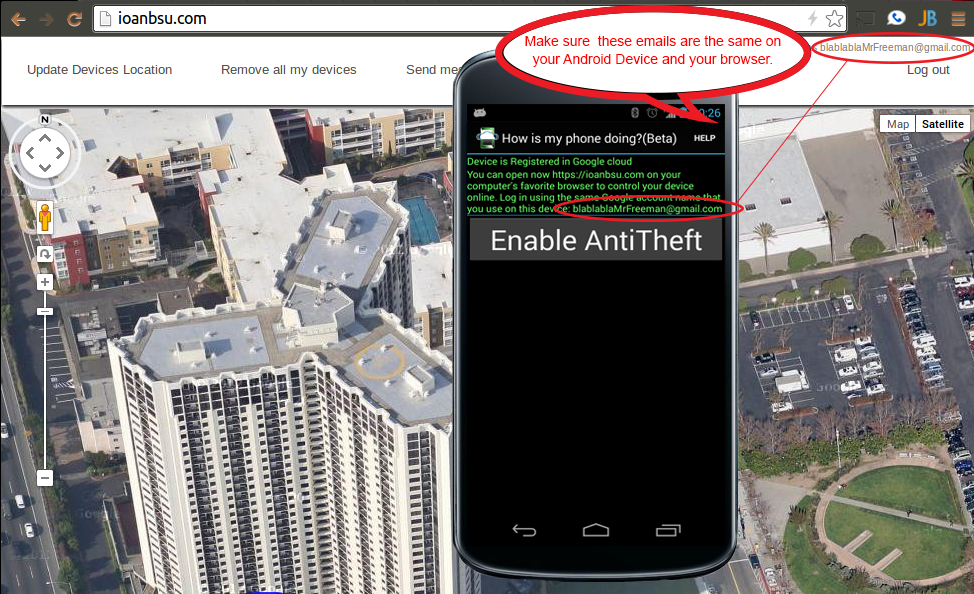 ioanbsu.com
JB
Make sure these emails are the same on
your Android Device and your browser.
blablablaMrFreeman@gmail.com
Update Devices Location
Remove all my devices
Send mes
Log out
N
Map
Satellite
0:26
How is my phone doing?(Beta)
HELP
Device is Registered in Google cloud
You can open now https://ioanbsu.com on your
computer's favorite browser to control your device
online. Log in using the same Google account name that
you use on this device: blablablaMrFreeman@gmail.com
Enable AntiTheft
Google